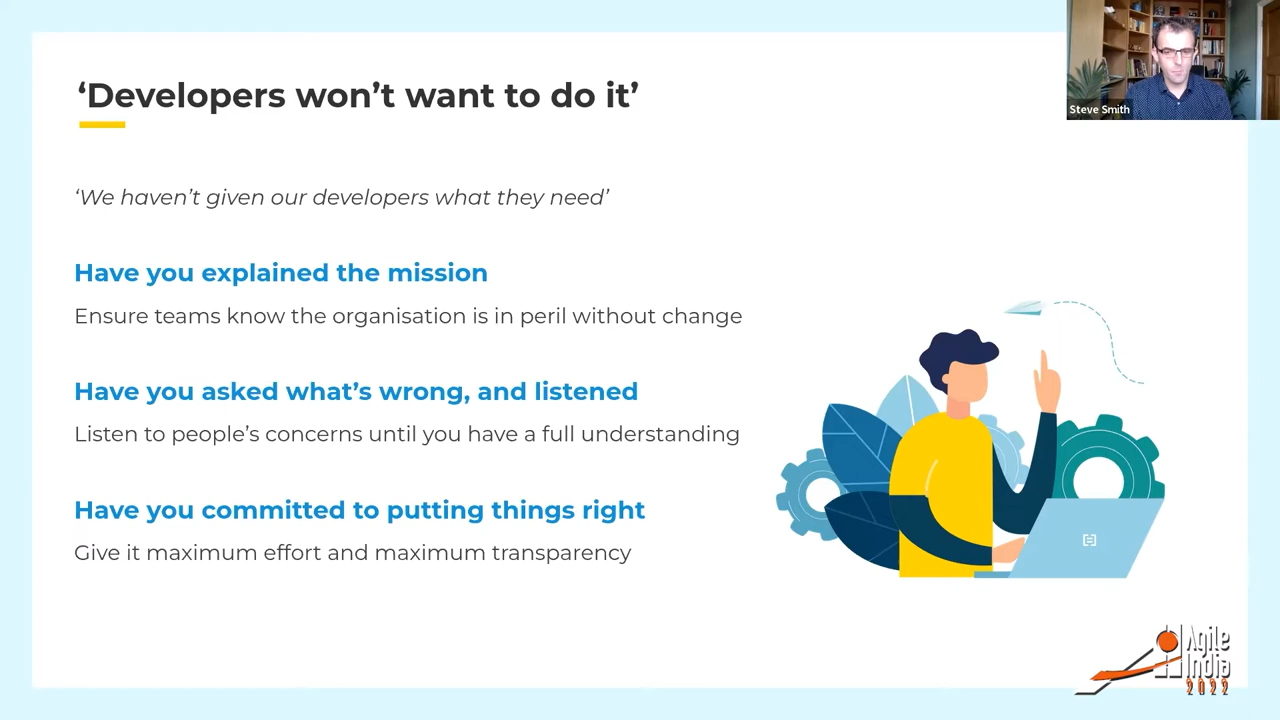 ‘Developers won’t want to do it’
Steve Smith
‘We haven’t given our developers what they need’
Have you explained the mission
Ensure teams know the organisation is in peril without change
Have you asked what’s wrong, and listened
Listen to people’s concerns until you have a full understanding
Have you committed to putting things right
Give it maximum effort and maximum transparency
Agile
India
2022